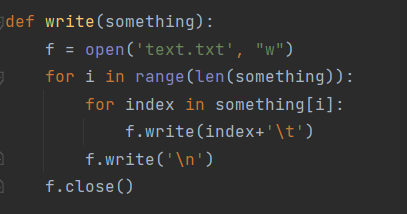 def write(something):
    f = open('text.txt', "w")
    for i in range(len(something)):
        for index in something[i]:
            f.write(index+'\t')
        f.write('\n')
    f.close()